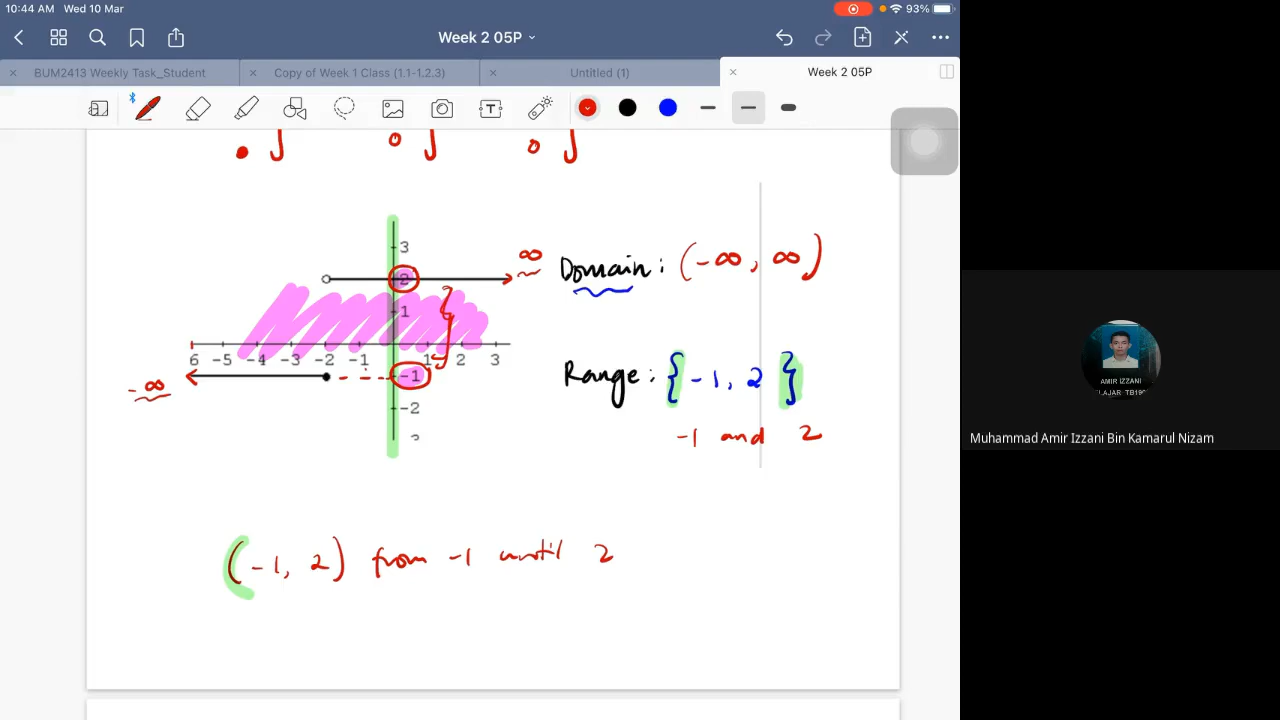 10:44 AM Wed 10 Mar
93%
Week 2 05P
BUM2413 Weekly Task_Student
Copy of Week 1 Class (1.1-1.2.3)
Untitled (1)
Week 2 05P
3
2
1
6 -5 -4 -3 -2 -1 1 2 3
-1
-2
∞
-∞
Domain: (-∞, ∞)
Range: { -1, 2 }
-1 and 2
(-1, 2) from -1 until 2
AMIR IZZANI
Muhammad Amir Izzani Bin Kamarul Nizam